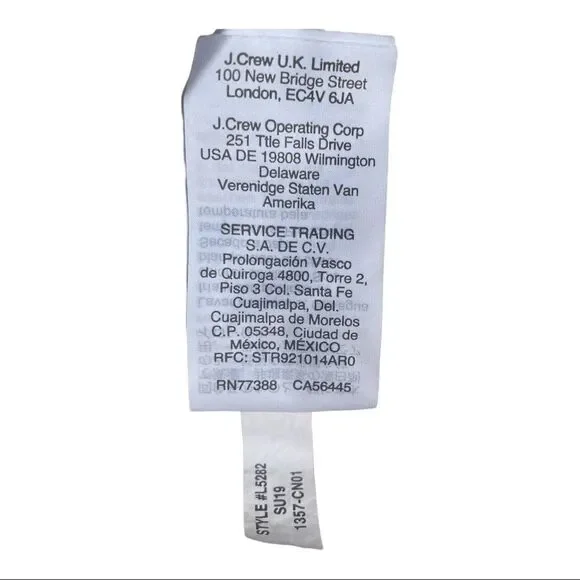 J.Crew U.K. Limited
100 New Bridge Street
London, EC4V 6JA
J.Crew Operating Corp
251 Ttle Falls Drive
USA DE 19808 Wilmington
Delaware
Verenidge Staten Van
Amerika
SERVICE TRADING
S.A. DE C.V.
Prolongación Vasco
de Quiroga 4800, Torre 2,
Piso 3 Col. Santa Fe
Cuajimalpa, Del.
Cuajimalpa de Morelos
C.P. 05348, Ciudad de
México, MÉXICO
RFC: STR921014AR0
RN77388 CA56445
STYLE #L5282
SU19
1357-CN01